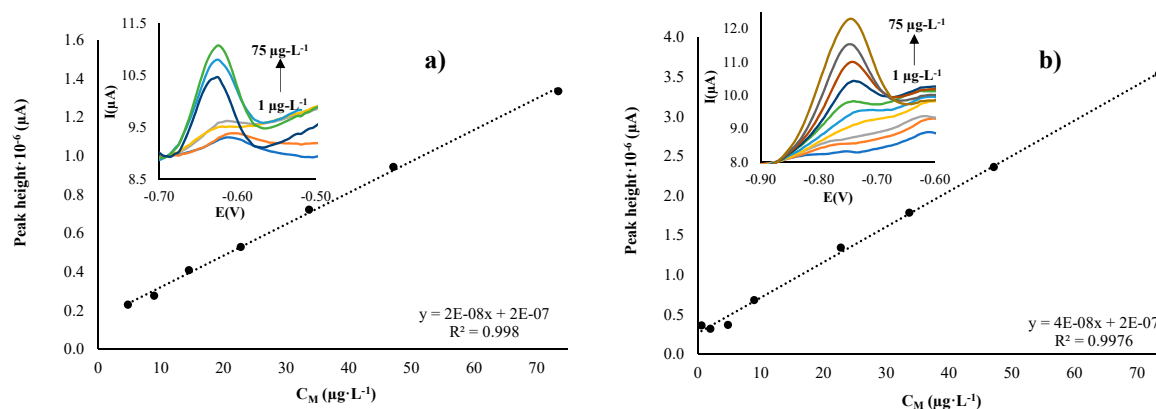 a)
Peak height·10⁻⁶ (µA)
1.6
1.4
1.2
1.0
0.8
0.6
0.4
0.2
0.0
0 10 20 30 40 50 60 70
C_M (µg·L⁻¹)
y = 2E-08x + 2E-07
R² = 0.998
I(µA)
11.5
10.5
9.5
8.5
-0.70 -0.60 -0.50
E(V)
75 µg-L⁻¹
1 µg-L⁻¹
b)
Peak height·10⁻⁶ (µA)
4.0
3.5
3.0
2.5
2.0
1.5
1.0
0.5
0.0
0 10 20 30 40 50 60 70
C_M (µg·L⁻¹)
y = 4E-08x + 2E-07
R² = 0.9976
I(µA)
12.0
11.0
10.0
9.0
8.0
-0.90 -0.80 -0.70 -0.60
E(V)
75 µg-L⁻¹
1 µg-L⁻¹